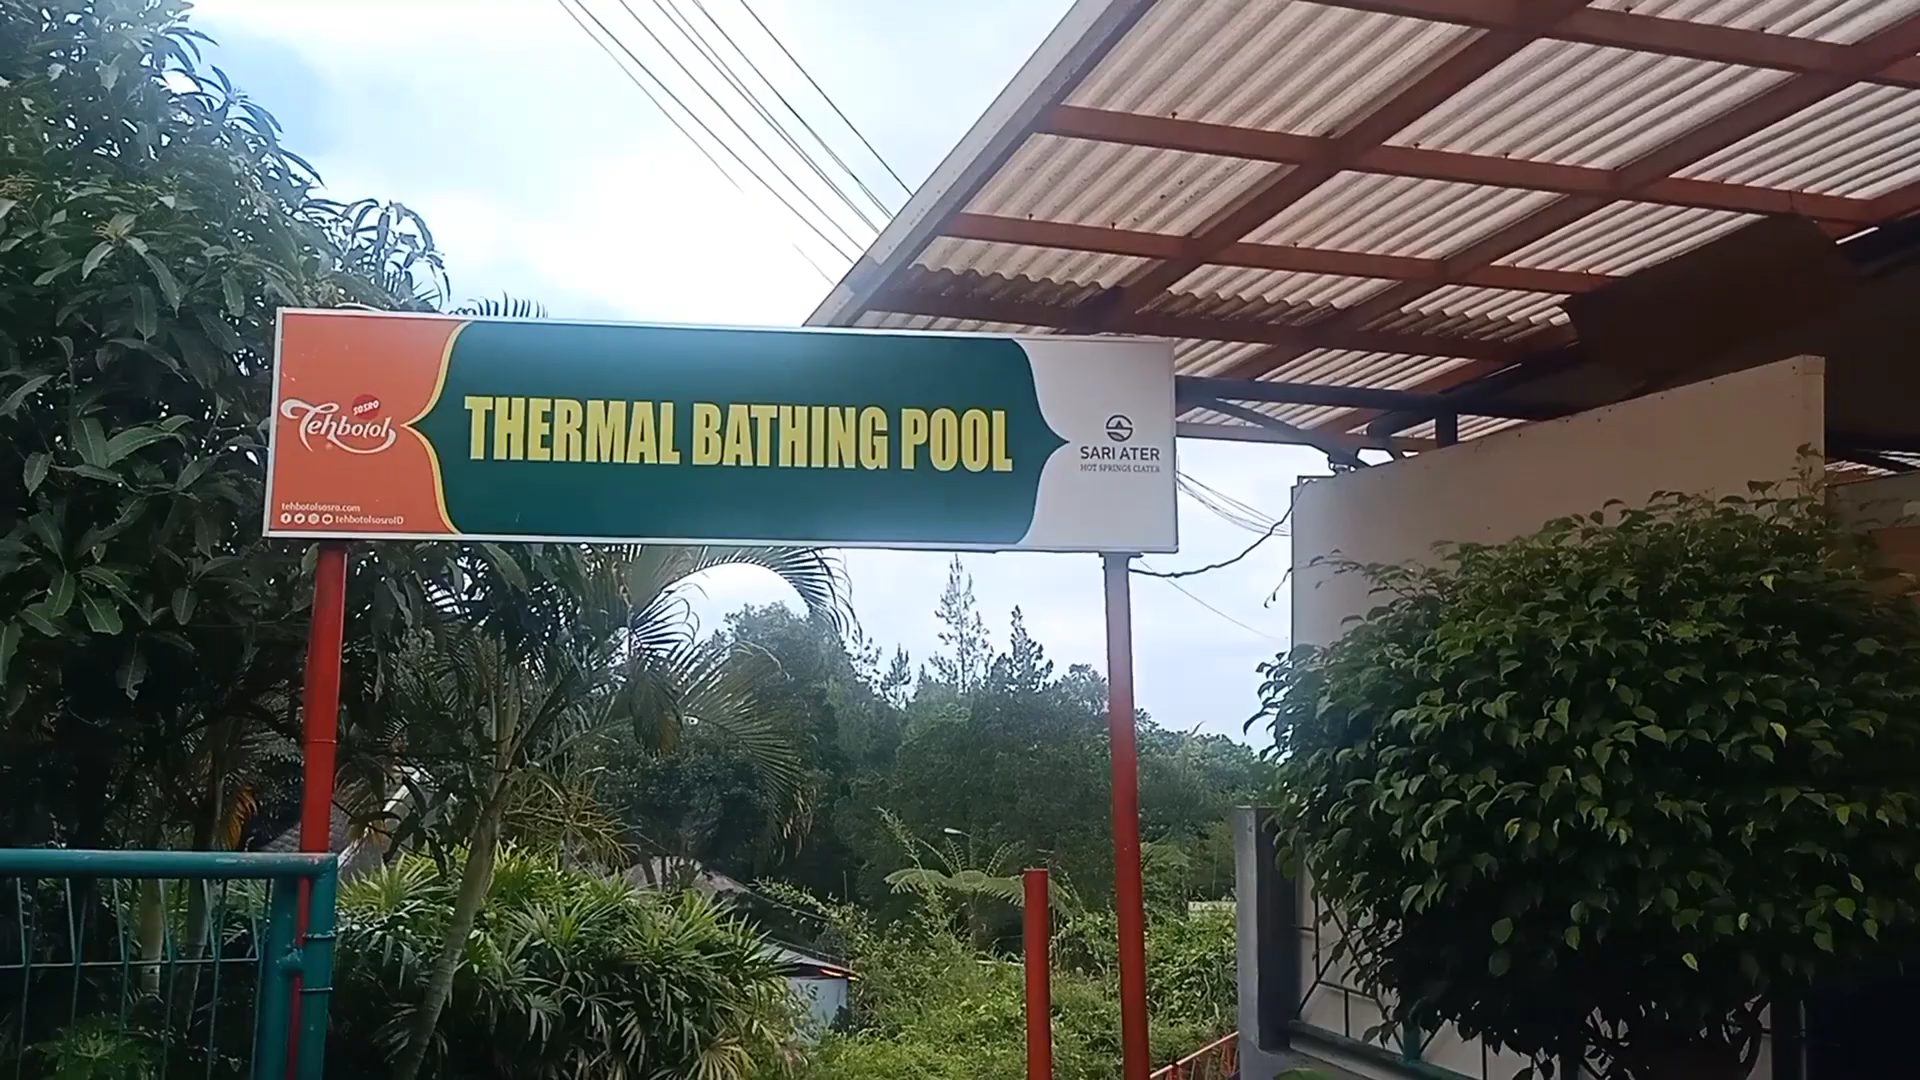 SOSRO
Tehbotol
tehbotolsosro.com
tehbotolsosroID
THERMAL BATHING POOL
SARI ATER
HOT SPRINGS CIATER